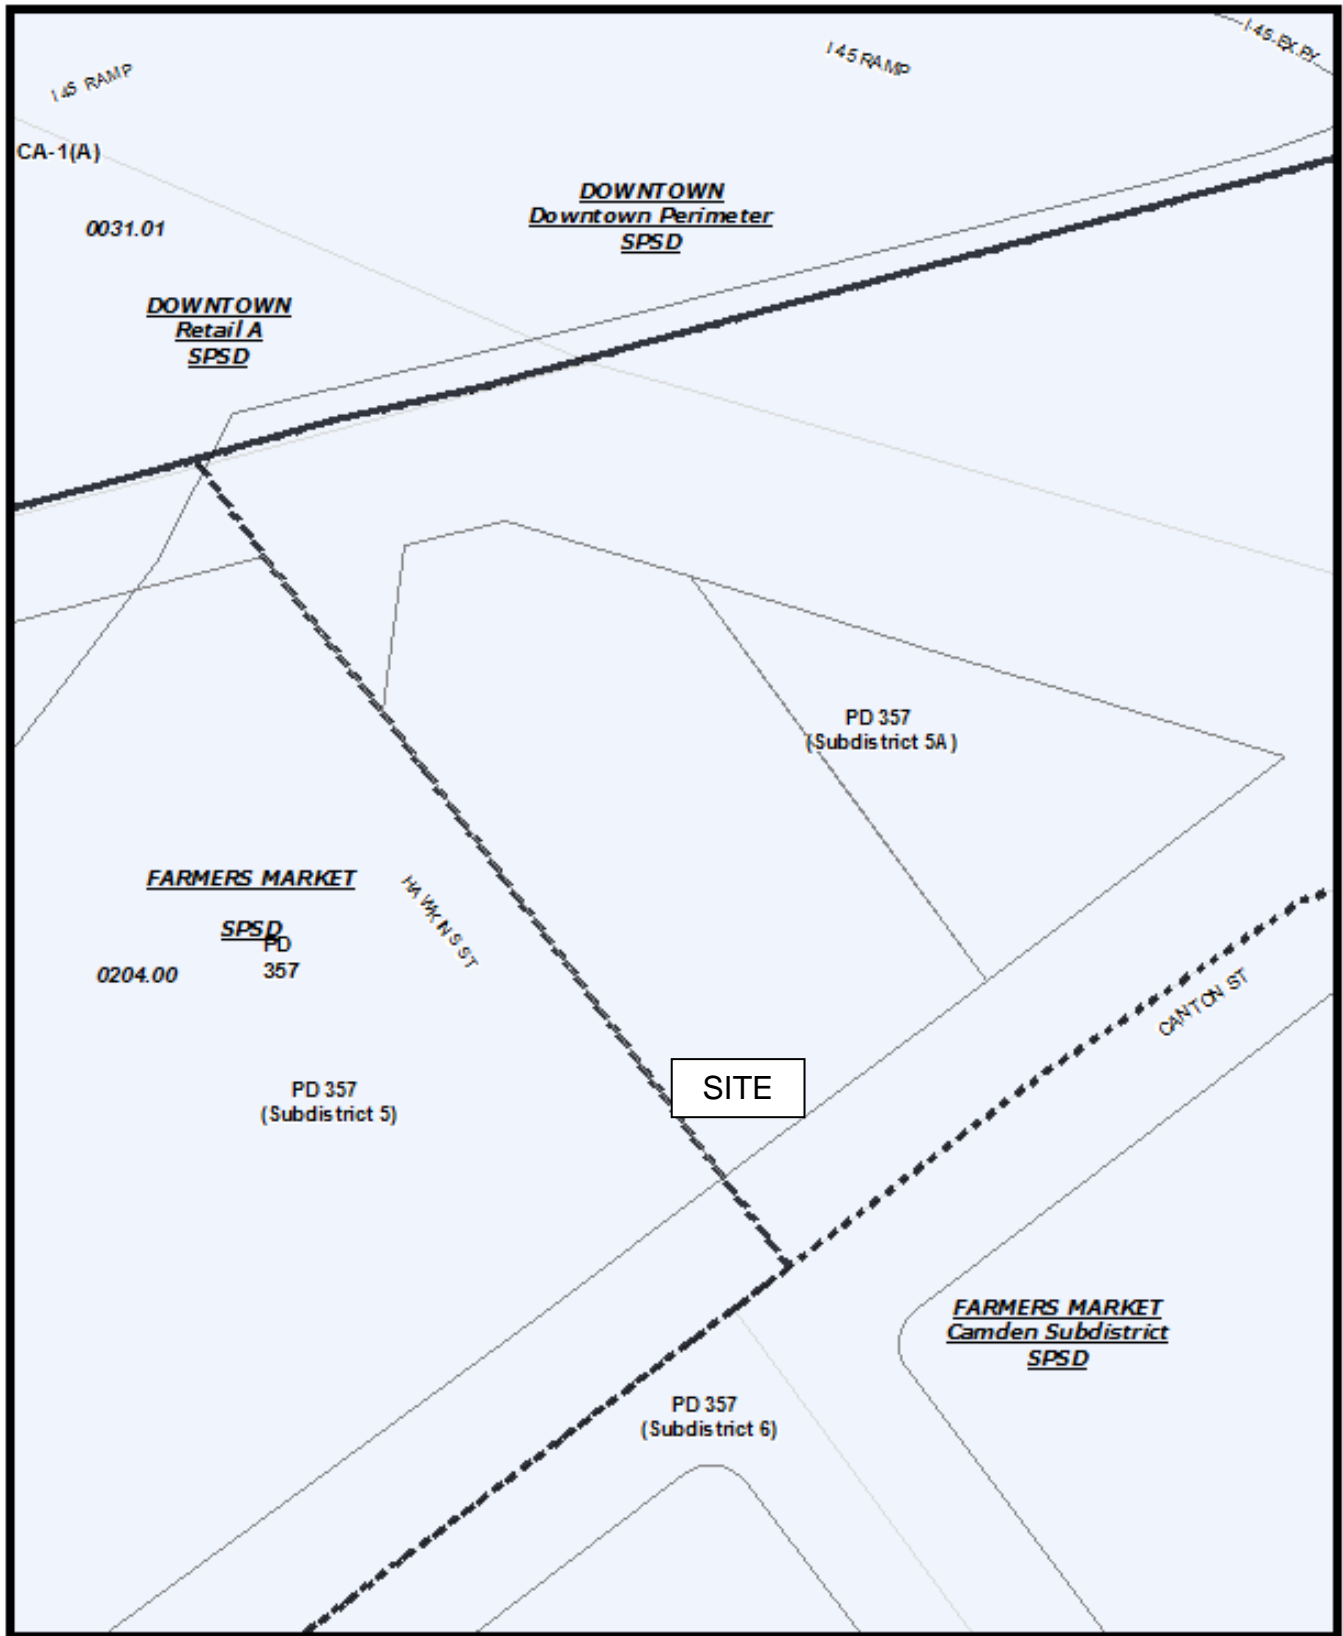 I 45 RAMP
I 45 RAMP
I-45 EXPY
CA-1(A)
0031.01
DOWNTOWN
Downtown Perimeter
SPSD
DOWNTOWN
Retail A
SPSD
PD 357
(Subdistrict 5A)
FARMERS MARKET
SPSD
PD
357
0204.00
HAWKINS ST
CANTON ST
PD 357
(Subdistrict 5)
SITE
FARMERS MARKET
Camden Subdistrict
SPSD
PD 357
(Subdistrict 6)